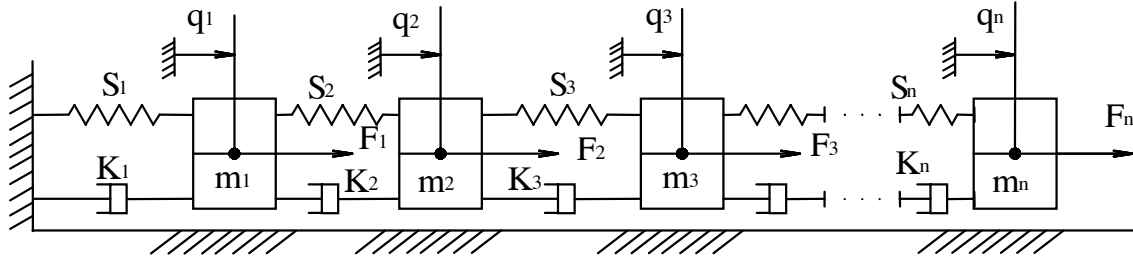 q1 q2 q3 qn
S1 S2 S3 Sn
F1 F2 F3 Fn
K1 K2 K3 Kn
m1 m2 m3 · · · mn